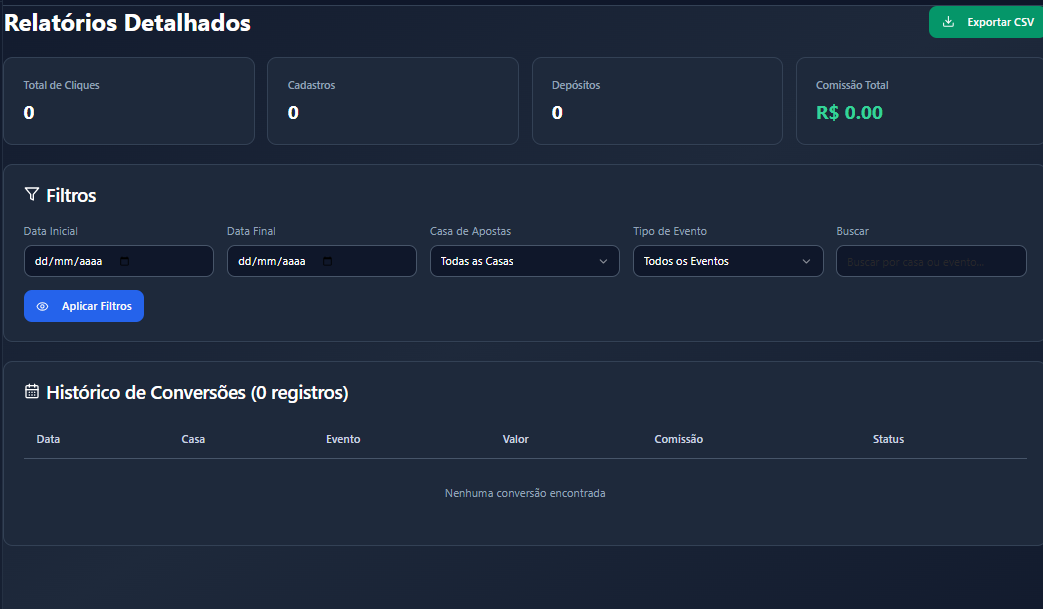 Relatórios Detalhados
Exportar CSV
Total de Cliques
0
Cadastros
0
Depósitos
0
Comissão Total
R$ 0.00
Filtros
Data Inicial
Data Final
Casa de Apostas
Tipo de Evento
Buscar
dd/mm/aaaa
dd/mm/aaaa
Todas as Casas
Todos os Eventos
Buscar por casa ou evento...
Aplicar Filtros
Histórico de Conversões (0 registros)
Data
Casa
Evento
Valor
Comissão
Status
Nenhuma conversão encontrada